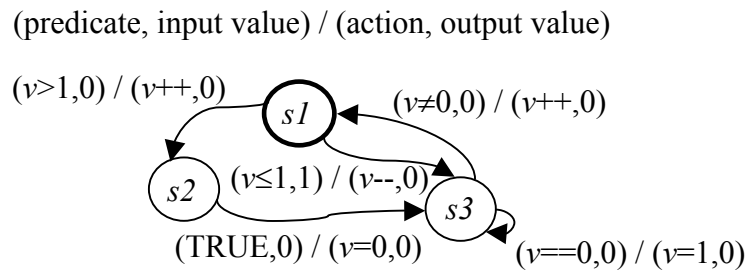 (predicate, input value) / (action, output value)
(v>1,0) / (v++,0)
s1
(v≠0,0) / (v++,0)
s2
(v≤1,1) / (v--,0)
s3
(TRUE,0) / (v=0,0)
(v==0,0) / (v=1,0)